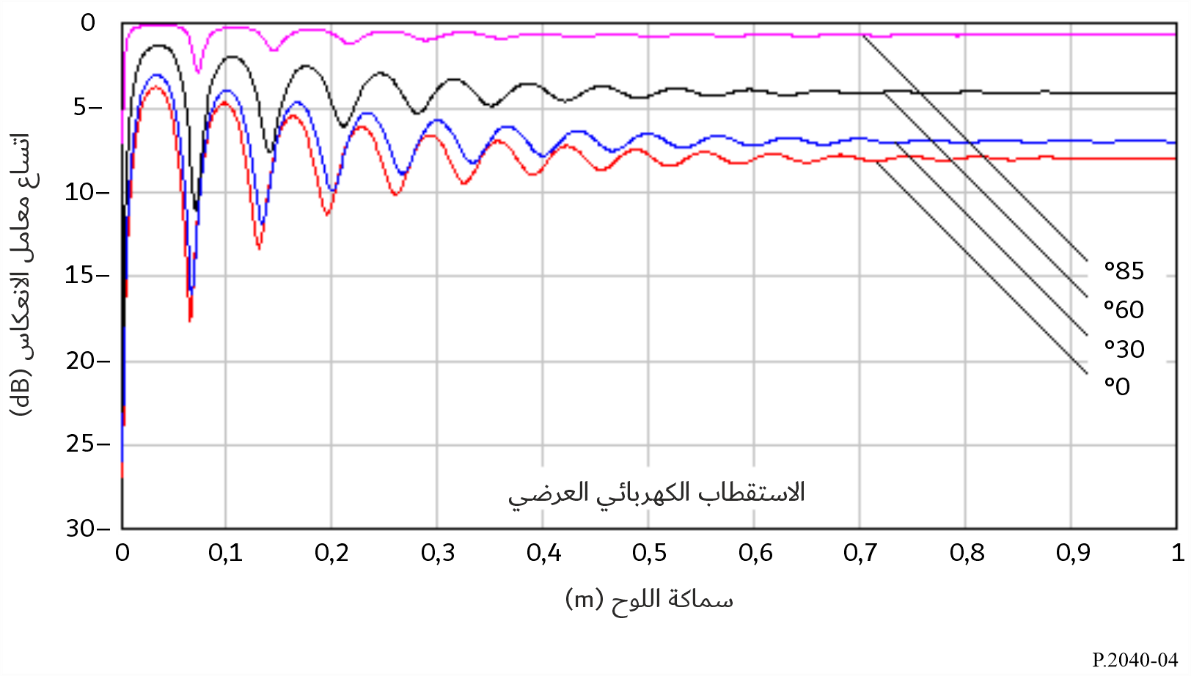 0
5–
10–
15–
20–
25–
30–
اتساع معامل الانعكاس (dB)
°85
°60
°30
°0
الاستقطاب الكهربائي العرضي
0 0,1 0,2 0,3 0,4 0,5 0,6 0,7 0,8 0,9 1
سماكة اللوح (m)
P.2040-04